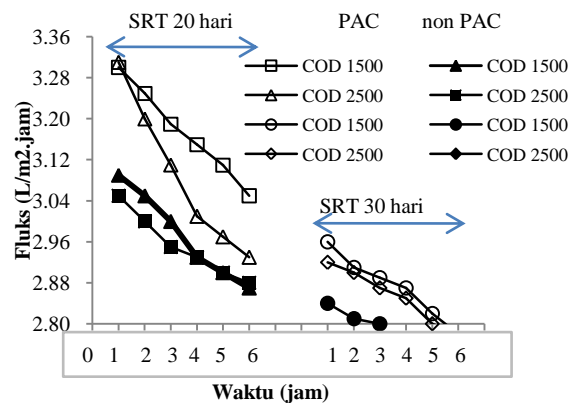 SRT 20 hari PAC non PAC
COD 1500 COD 1500
COD 2500 COD 2500
COD 1500 COD 1500
COD 2500 COD 2500
SRT 30 hari
Fluks (L/m2.jam)
3.36
3.28
3.20
3.12
3.04
2.96
2.88
2.80
0 1 2 3 4 5 6 1 2 3 4 5 6
Waktu (jam)